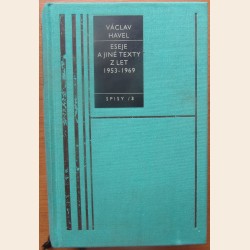 VÁCLAV
HAVEL
ESEJE
A JINÉ TEXTY
Z LET
1953-1969
SPISY /3